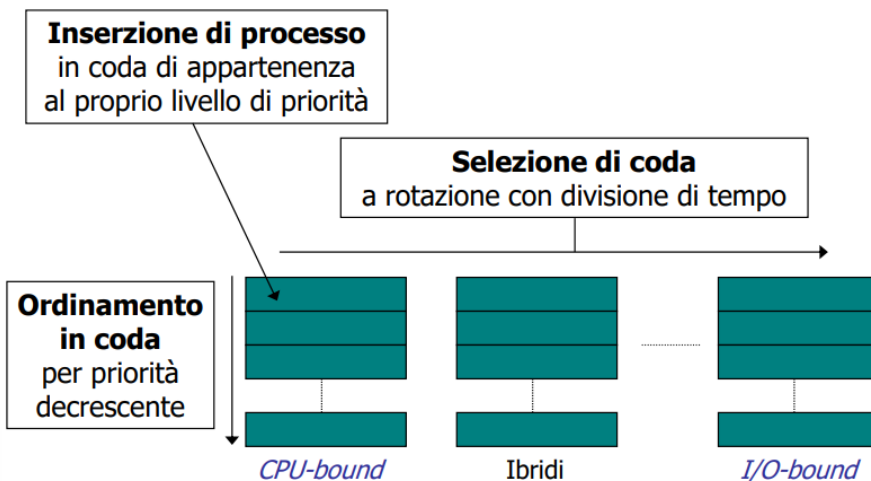 Inserzione di processo
in coda di appartenenza
al proprio livello di priorità
Selezione di coda
a rotazione con divisione di tempo
Ordinamento
in coda
per priorità
decrescente
CPU-bound
Ibridi
I/O-bound